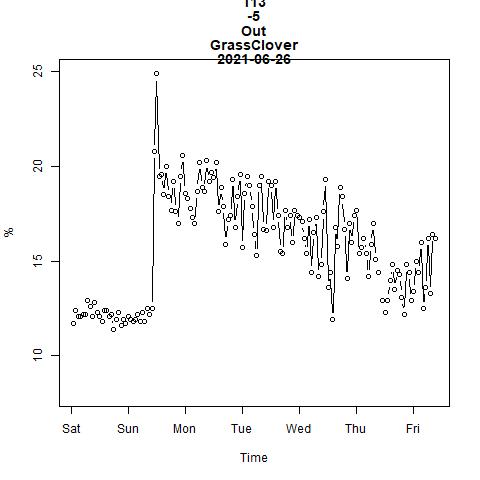 113
-5
Out
GrassClover
2021-06-26
25
20
15
10
%
Sat
Sun
Mon
Tue
Wed
Thu
Fri
Time